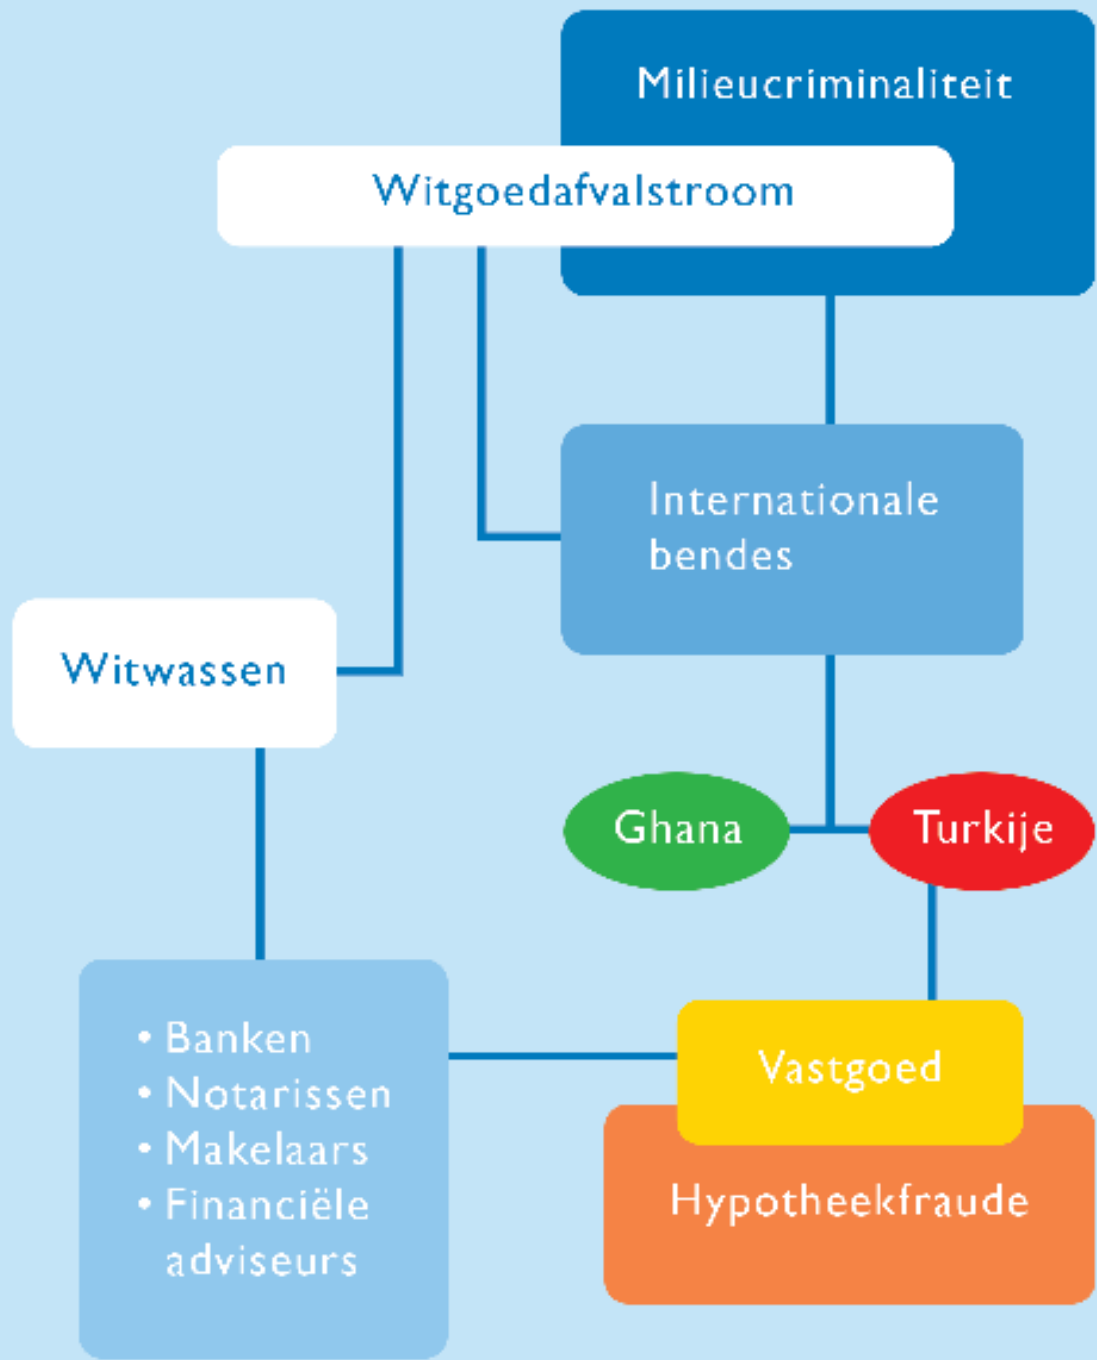 Milieucriminaliteit
Witgoedafvalstroom
Internationale
bendes
Witwassen
Ghana
Turkije
• Banken
• Notarissen
• Makelaars
• Financiële
adviseurs
Vastgoed
Hypotheekfraude